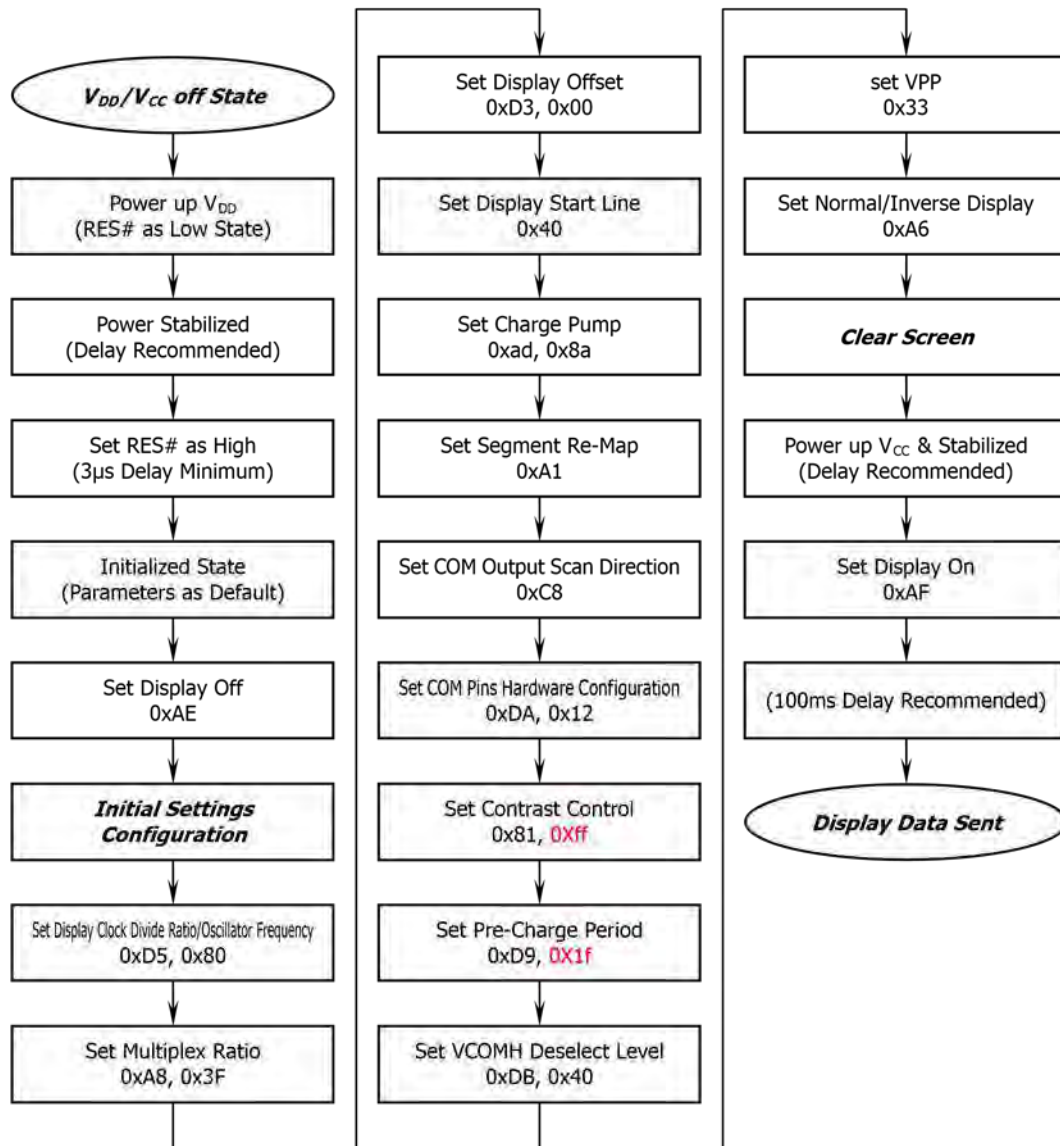 V_DD/V_CC off State
Power up V_DD
(RES# as Low State)
Power Stabilized
(Delay Recommended)
Set RES# as High
(3µs Delay Minimum)
Initialized State
(Parameters as Default)
Set Display Off
0xAE
Initial Settings
Configuration
Set Display Clock Divide Ratio/Oscillator Frequency
0xD5, 0x80
Set Multiplex Ratio
0xA8, 0x3F
Set Display Offset
0xD3, 0x00
Set Display Start Line
0x40
Set Charge Pump
0xad, 0x8a
Set Segment Re-Map
0xA1
Set COM Output Scan Direction
0xC8
Set COM Pins Hardware Configuration
0xDA, 0x12
Set Contrast Control
0x81, 0Xff
Set Pre-Charge Period
0xD9, 0X1f
Set VCOMH Deselect Level
0xDB, 0x40
set VPP
0x33
Set Normal/Inverse Display
0xA6
Clear Screen
Power up V_CC & Stabilized
(Delay Recommended)
Set Display On
0xAF
(100ms Delay Recommended)
Display Data Sent